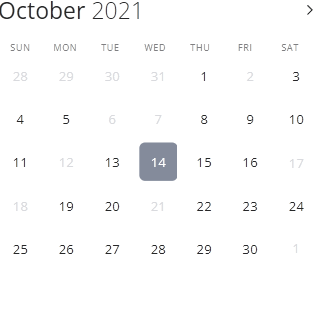 October 2021
SUN MON TUE WED THU FRI SAT
28 29 30 31 1 2 3
4 5 6 7 8 9 10
11 12 13 14 15 16 17
18 19 20 21 22 23 24
25 26 27 28 29 30 1